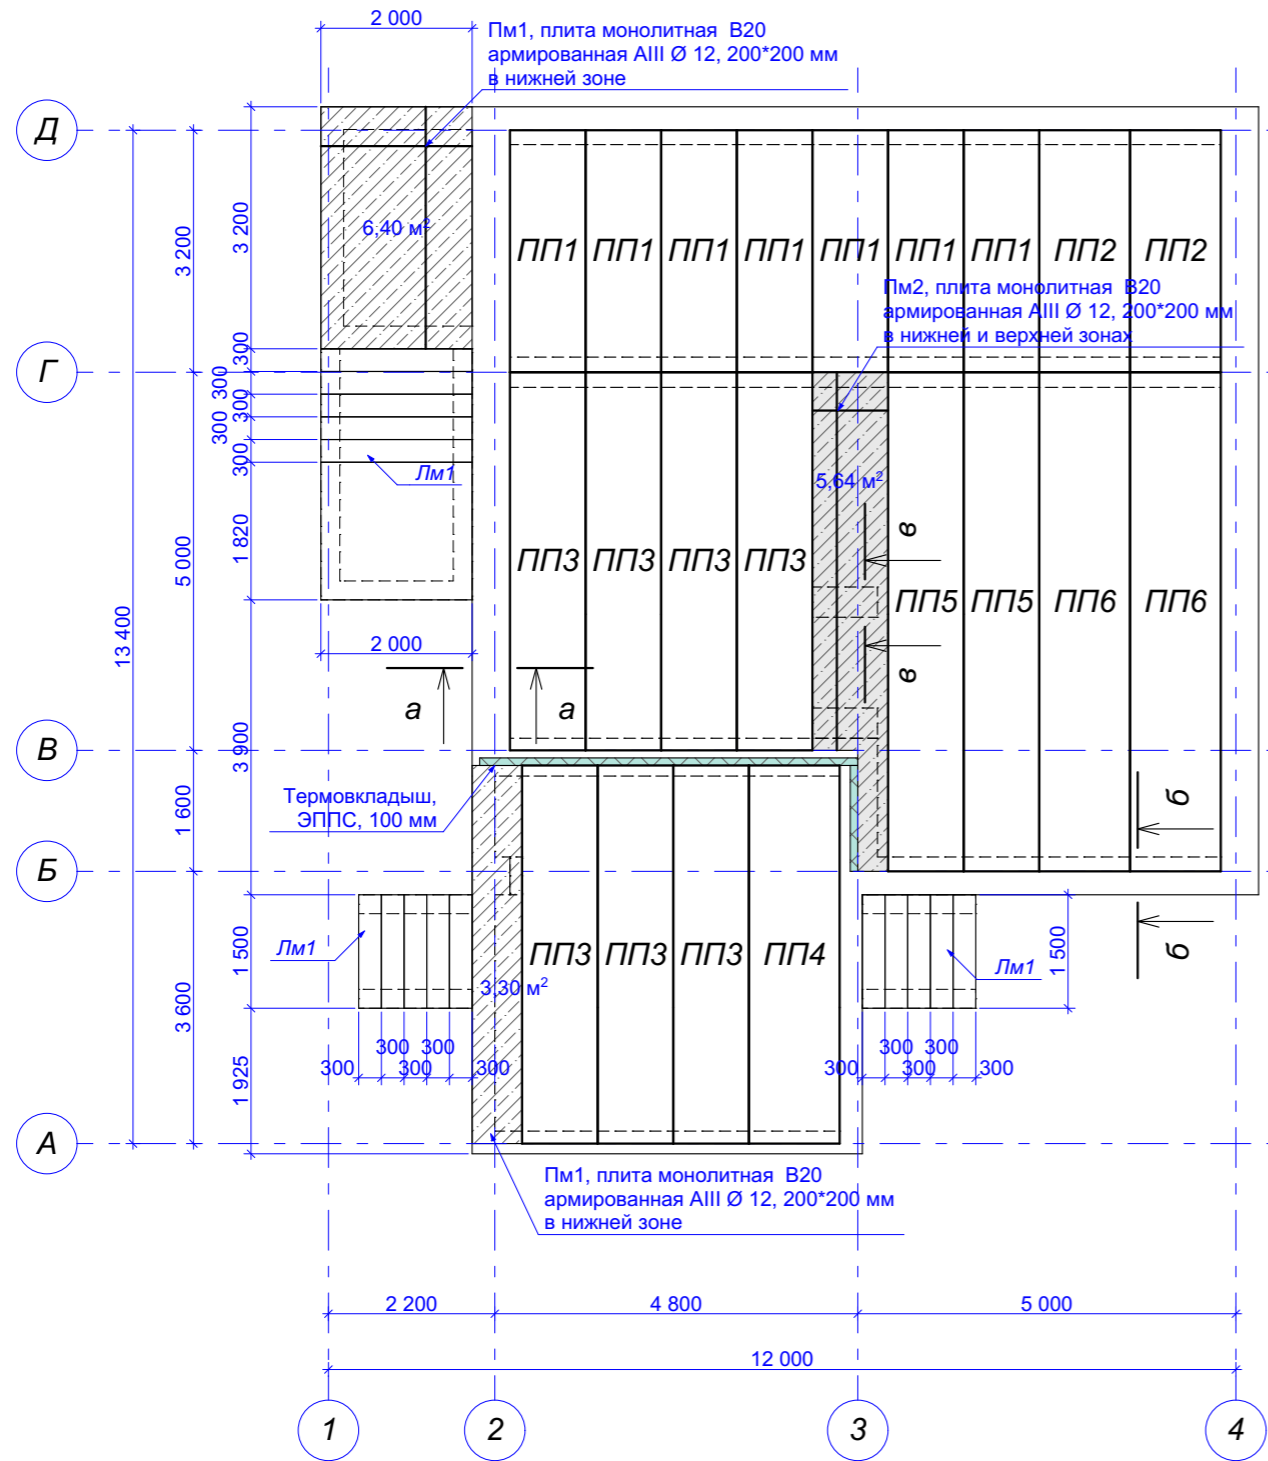 2 000
Пм1, плита монолитная В20
армированная АIII Ø 12, 200*200 мм
в нижней зоне
Д
3 200
3 200
6,40 м²
ПП1 ПП1 ПП1 ПП1 ПП1 ПП1 ПП1 ПП2 ПП2
Пм2, плита монолитная В20
армированная АIII Ø 12, 200*200 мм
в нижней и верхней зонах
Г
300
300
300
300
300
Лм1
5,64 м²
1 820
5 000
13 400
ПП3 ПП3 ПП3 ПП3
в
ПП5 ПП5 ПП6 ПП6
2 000
в
а
а
В
3 900
1 600
Термовкладыш,
ЭППС, 100 мм
б
Б
1 500
Лм1
ПП3 ПП3 ПП3 ПП4
3,30 м²
Лм1
1 500
б
3 600
300 300
300 300 300
300 300
300 300 300
1 925
А
Пм1, плита монолитная В20
армированная АIII Ø 12, 200*200 мм
в нижней зоне
2 200
4 800
5 000
12 000
1
2
3
4